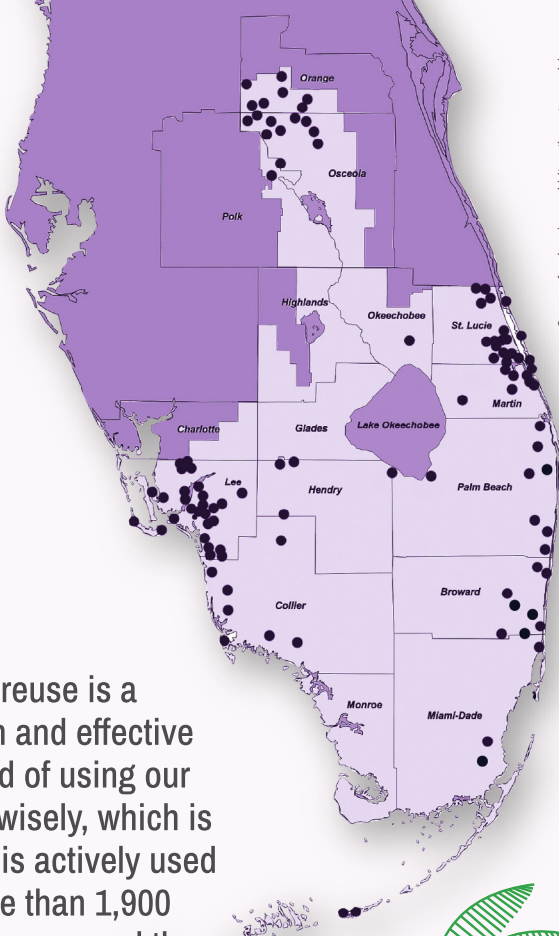 Orange
Osceola
Polk
Highlands
Okeechobee
St. Lucie
Martin
Charlotte
Glades
Lake Okeechobee
Lee
Hendry
Palm Beach
Broward
Collier
Monroe
Miami-Dade
reuse is a
and effective
of using our
wisely, which is
is actively used
than 1,900